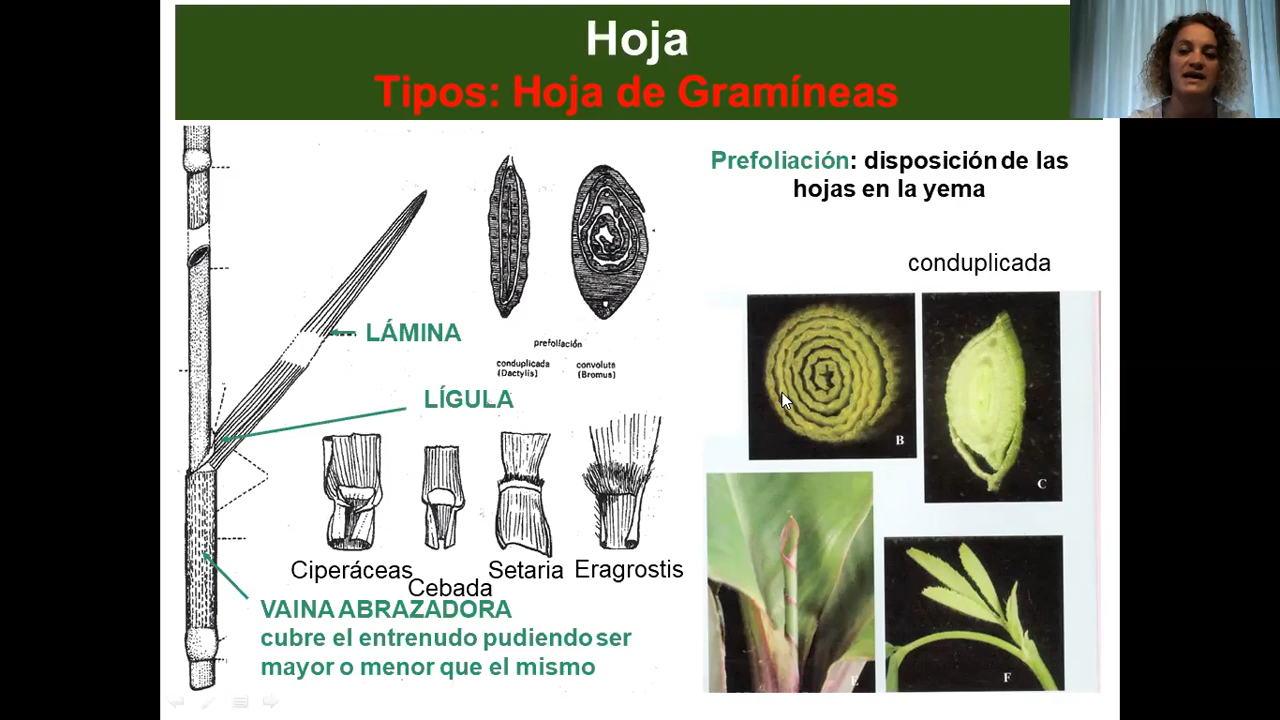 Hoja
Tipos: Hoja de Gramíneas
Prefoliación: disposición de las
hojas en la yema
conduplicada
LÁMINA
prefoliación
conduplicada
(Dactylis)
convoluta
(Bromus)
LÍGULA
B
C
Ciperáceas
Cebada
Setaria
Eragrostis
VAINA ABRAZADORA
cubre el entrenudo pudiendo ser
mayor o menor que el mismo
E
F